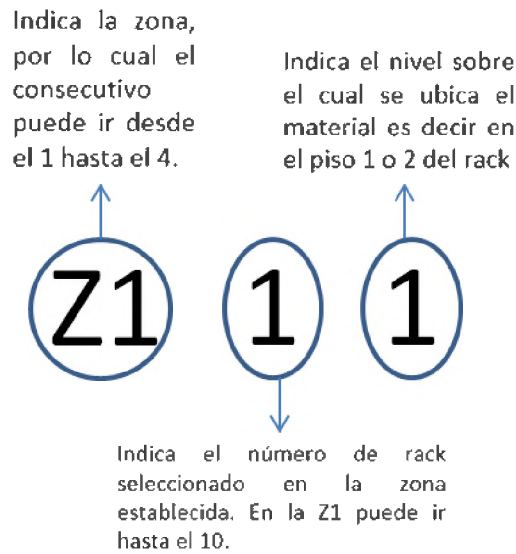 Indica la zona,
por lo cual el
consecutivo
puede ir desde
el 1 hasta el 4.
Indica el nivel sobre
el cual se ubica el
material es decir en
el piso 1 o 2 del rack
Z1 1 1
Indica el número de rack
seleccionado en la zona
establecida. En la Z1 puede ir
hasta el 10.